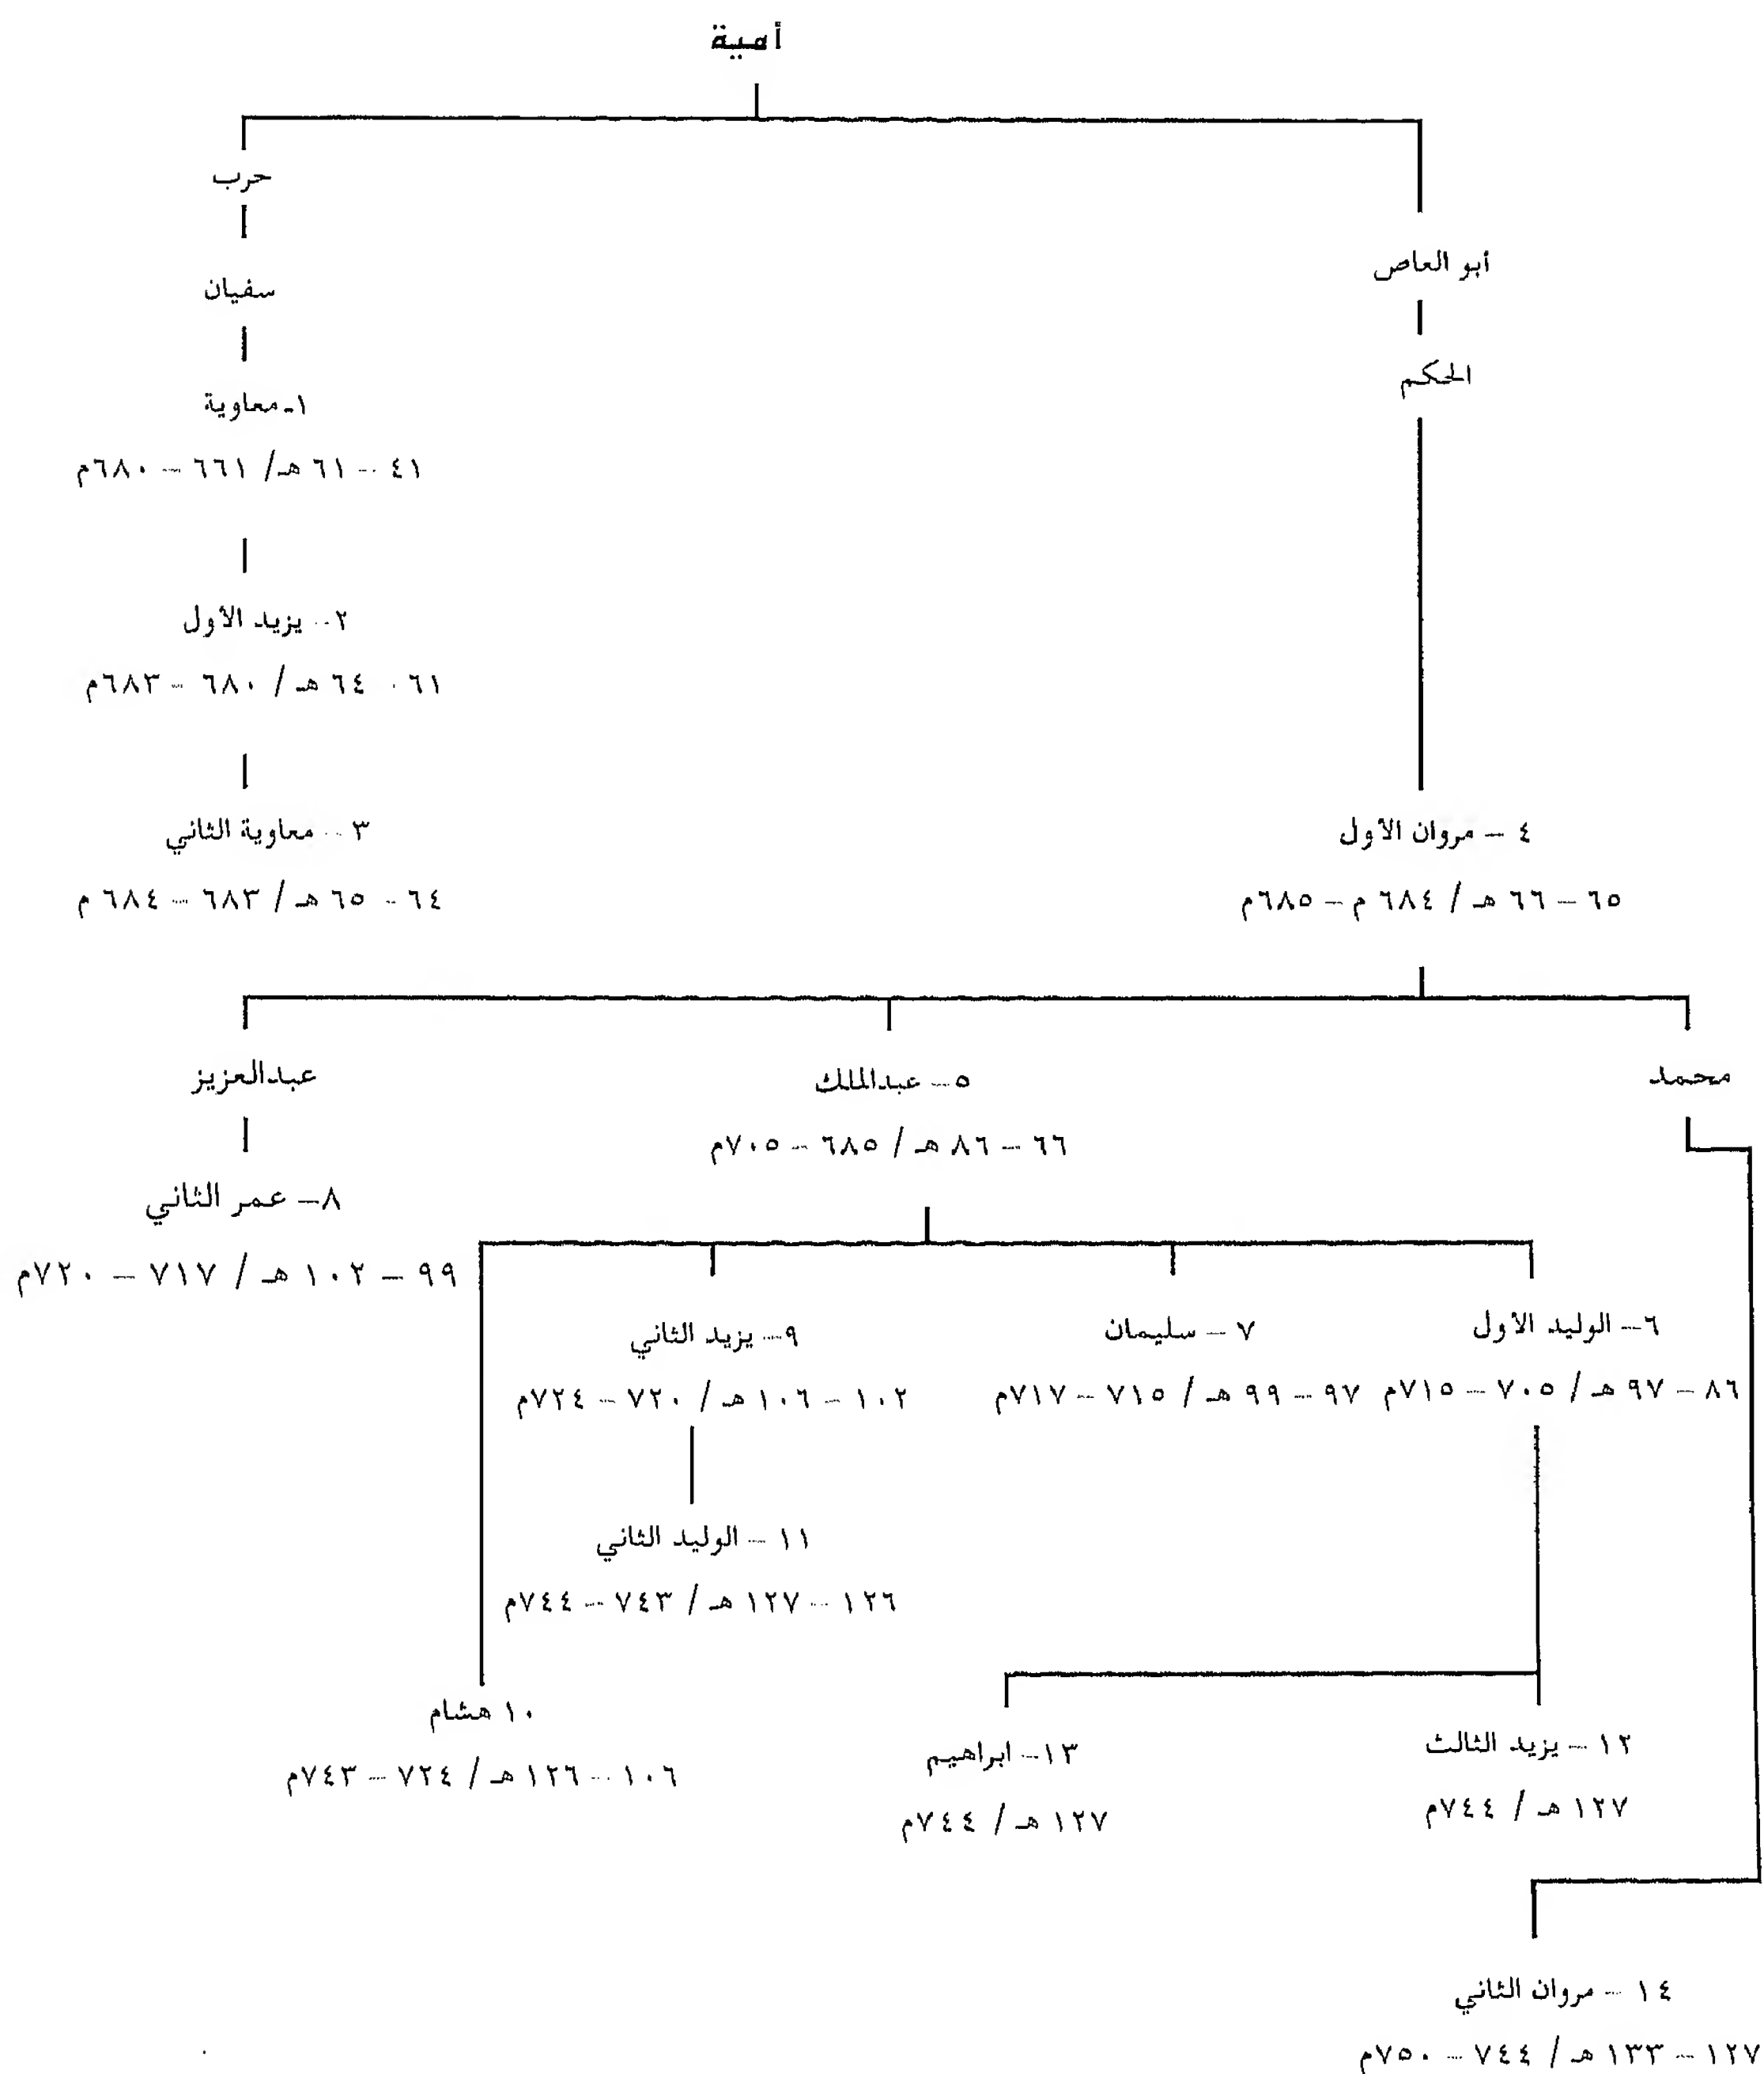 أمية
حرب
أبو العاص
سفيان
الحكم
١- معاوية
٤١ – ٦١ هـ / ٦٦١ – ٦٨٠م
٢- يزيد الأول
٦١ - ٦٤ هـ / ٦٨٠ – ٦٨٣م
٤ – مروان الأول
٦٥ – ٦٦ هـ / ٦٨٤ م – ٦٨٥م
٣ – معاوية الثاني
٦٤ - ٦٥ هـ / ٦٨٣ – ٦٨٤ م
محمد
٥ – عبدالملك
٦٦ – ٨٦ هـ / ٦٨٥ – ٧٠٥م
عبدالعزيز
٨– عمر الثاني
٩٩ – ١٠٢ هـ / ٧١٧ – ٧٢٠م
٦– الوليد الأول
٨٦ – ٩٧ هـ / ٧٠٥ – ٧١٥م
٧ – سليمان
٩٧ – ٩٩ هـ / ٧١٥ – ٧١٧م
٩– يزيد الثاني
١٠٢ – ١٠٦ هـ / ٧٢٠ – ٧٢٤م
١١ – الوليد الثاني
١٢٦ – ١٢٧ هـ / ٧٤٣ – ٧٤٤م
١٠ هشام
١٠٦ – ١٢٦ هـ / ٧٢٤ – ٧٤٣م
١٢ – يزيد الثالث
١٢٧ هـ / ٧٤٤م
١٣– ابراهيم
١٢٧ هـ / ٧٤٤م
١٤ – مروان الثاني
١٢٧ – ١٣٣ هـ / ٧٤٤ – ٧٥٠م